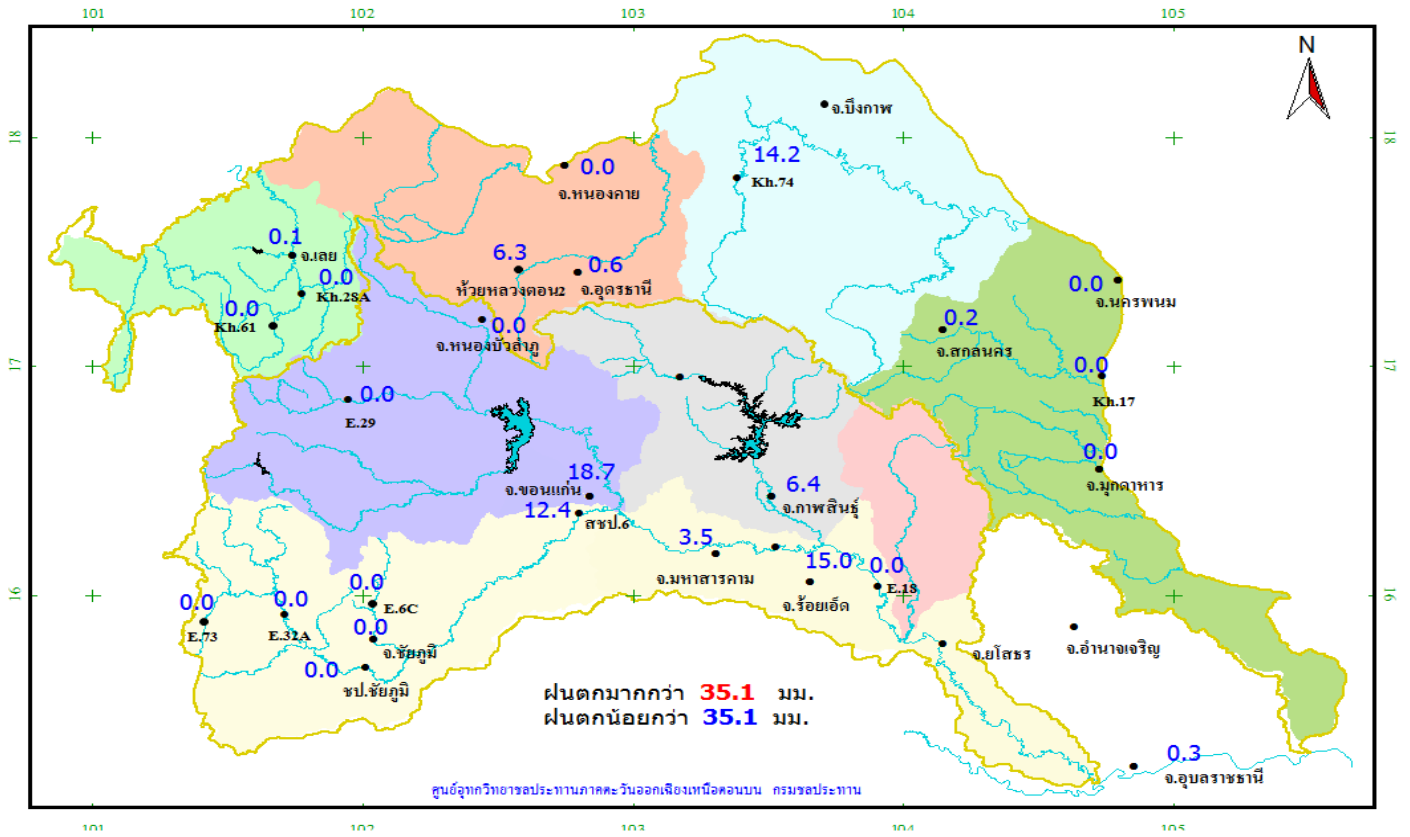 101 102 103 104 105
N
จ.บึงกาฬ
18 18
14.2
0.0
Kh.74
จ.หนองคาย
0.1
6.3
0.6
จ.เลย
0.0
Kh.28A
ห้วยหลวงตอน2 จ.อุดรธานี
0.0
จ.นครพนม
0.0
Kh.61
0.0
จ.หนองบัวลำภู
0.2
จ.สกลนคร
17 17
0.0
E.29
0.0
Kh.17
0.0
จ.มุกดาหาร
18.7
จ.ขอนแก่น
6.4
จ.กาฬสินธุ์
12.4
สชป.6
3.5
จ.มหาสารคาม
15.0
จ.ร้อยเอ็ด
0.0
E.18
16 16
0.0
E.73
0.0
E.32A
0.0
E.6C
0.0
จ.ชัยภูมิ
0.0
ชป.ชัยภูมิ
จ.ยโสธร
จ.อำนาจเจริญ
ฝนตกมากกว่า 35.1 มม.
ฝนตกน้อยกว่า 35.1 มม.
0.3
จ.อุบลราชธานี
ศูนย์อุทกวิทยาชลประทานภาคตะวันออกเฉียงเหนือตอนบน กรมชลประทาน
101 102 103 104 105